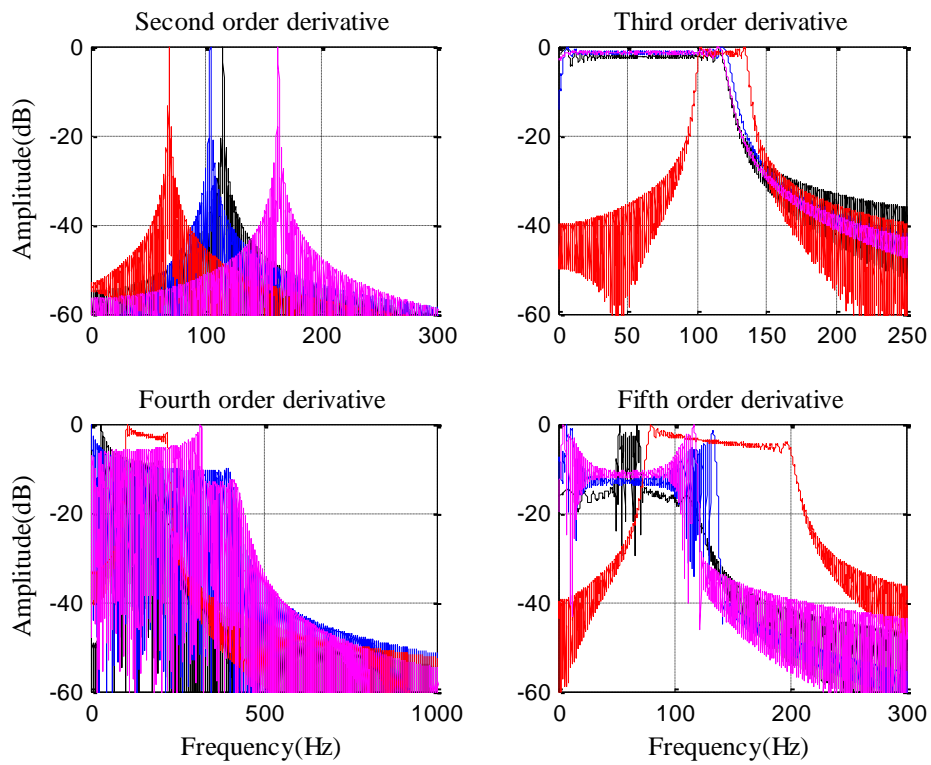 Second order derivative
Third order derivative
Amplitude(dB)
0
-20
-40
-60
0 100 200 300
0
-20
-40
-60
0 50 100 150 200 250
Fourth order derivative
Fifth order derivative
Amplitude(dB)
0
-20
-40
-60
0 500 1000
Frequency(Hz)
0
-20
-40
-60
0 100 200 300
Frequency(Hz)